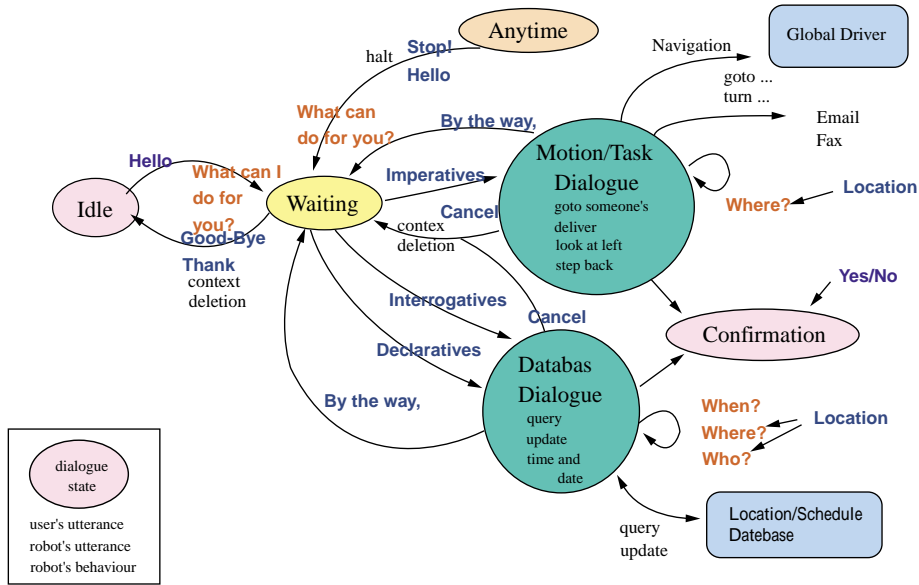 Anytime
Global Driver
Navigation
halt
Stop!
Hello
goto ...
turn ...
Email
Fax
What can
do for you?
By the way,
Motion/Task
Dialogue
goto someone's
deliver
look at left
step back
Hello
What can I
do for
you?
Imperatives
Idle
Waiting
Where?
Location
Cancel
contex
deletion
Good-Bye
Thank
context
deletion
Yes/No
Interrogatives
Cancel
Confirmation
Declaratives
Databas
Dialogue
query
update
time and
date
By the way,
When?
Where?
Who?
Location
dialogue
state
user's utterance
robot's utterance
robot's behaviour
query
update
Location/Schedule
Datebase